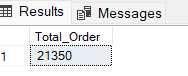 Results Messages
Total_Order
1 21350